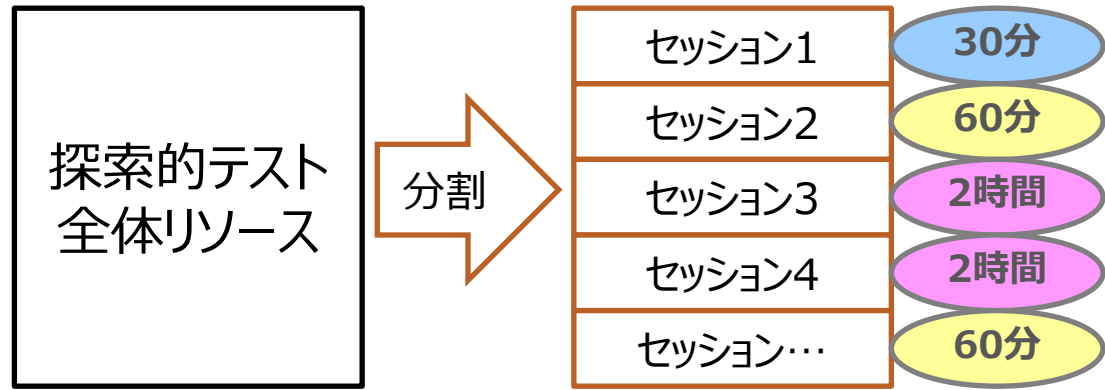 探索的テスト
全体リソース
分割
セッション1
30分
セッション2
60分
セッション3
2時間
セッション4
2時間
セッション…
60分